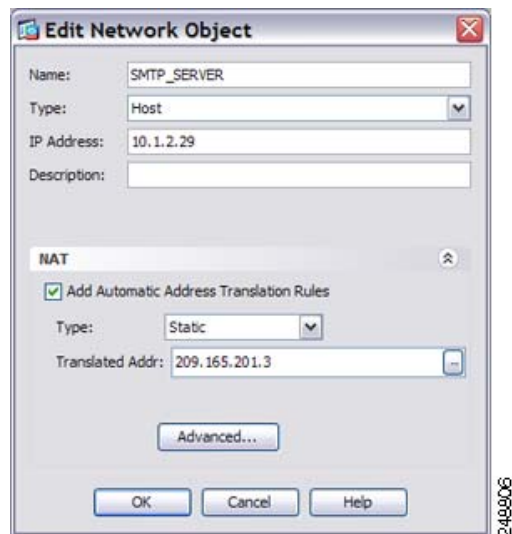 Edit Network Object
Name: SMTP_SERVER
Type: Host
IP Address: 10.1.2.29
Description:
NAT
Add Automatic Address Translation Rules
Type: Static
Translated Addr: 209.165.201.3 ...
Advanced...
OK Cancel Help
248806